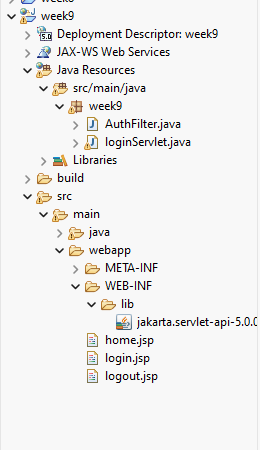 week9
Deployment Descriptor: week9
JAX-WS Web Services
Java Resources
src/main/java
week9
AuthFilter.java
loginServlet.java
Libraries
build
src
main
java
webapp
META-INF
WEB-INF
lib
jakarta.servlet-api-5.0.0
home.jsp
login.jsp
logout.jsp